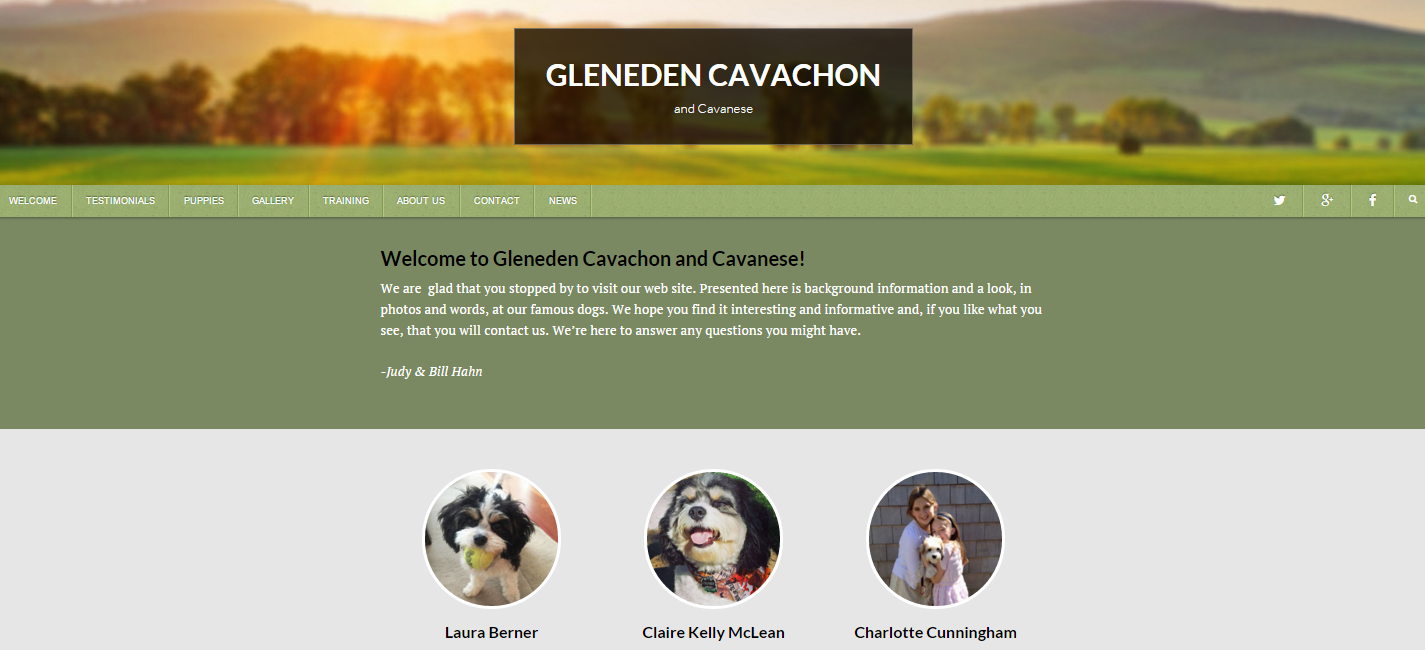 GLENEDEN CAVACHON
and Cavanese
WELCOME TESTIMONIALS PUPPIES GALLERY TRAINING ABOUT US CONTACT NEWS
Welcome to Gleneden Cavachon and Cavanese!
We are  glad that you stopped by to visit our web site. Presented here is background information and a look, in
photos and words, at our famous dogs. We hope you find it interesting and informative and, if you like what you
see, that you will contact us. We’re here to answer any questions you might have.
-Judy & Bill Hahn
Laura Berner Claire Kelly McLean Charlotte Cunningham